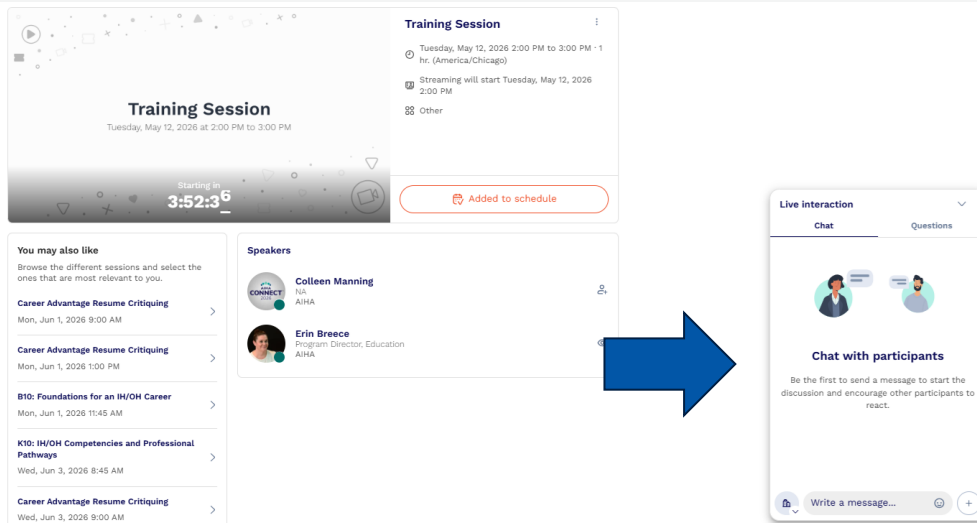 Training Session
Tuesday, May 12, 2026 at 2:00 PM to 3:00 PM
Starting in
3:52:36
Training Session
Tuesday, May 12, 2026 2:00 PM to 3:00 PM · 1
hr. (America/Chicago)
Streaming will start Tuesday, May 12, 2026
2:00 PM
Other
Added to schedule
You may also like
Browse the different sessions and select the
ones that are most relevant to you.
Career Advantage Resume Critiquing
Mon, Jun 1, 2026 9:00 AM
Career Advantage Resume Critiquing
Mon, Jun 1, 2026 1:00 PM
B10: Foundations for an IH/OH Career
Mon, Jun 1, 2026 11:45 AM
K10: IH/OH Competencies and Professional
Pathways
Wed, Jun 3, 2026 8:45 AM
Career Advantage Resume Critiquing
Wed, Jun 3, 2026 9:00 AM
Speakers
AIHA
CONNECT
2026
Colleen Manning
NA
AIHA
Erin Breece
Program Director, Education
AIHA
Live interaction
Chat
Questions
Chat with participants
Be the first to send a message to start the
discussion and encourage other participants to
react.
Write a message...